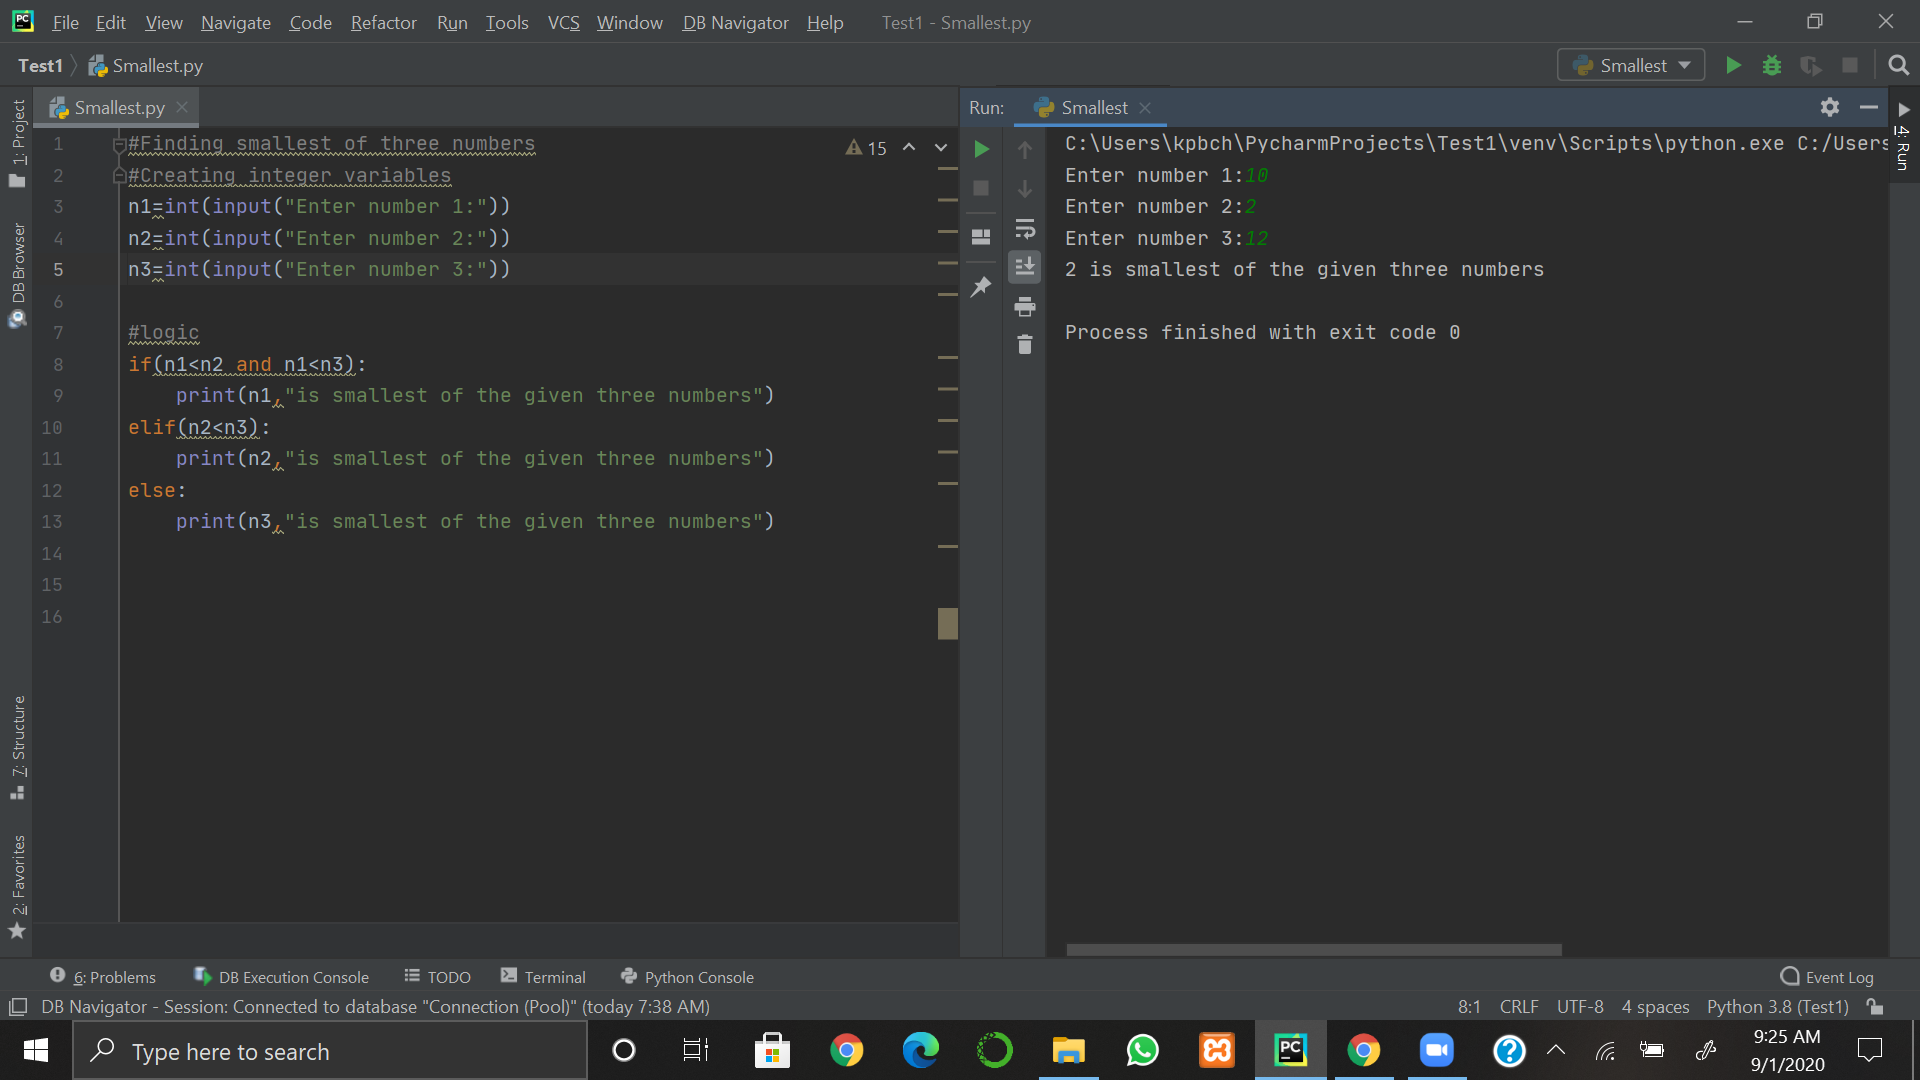 File Edit View Navigate Code Refactor Run Tools VCS Window DB Navigator Help Test1 - Smallest.py
Test1 Smallest.py Smallest
1: Project
DB Browser
7: Structure
2: Favorites
Smallest.py
15
1 #Finding smallest of three numbers
2 #Creating integer variables
3 n1=int(input("Enter number 1:"))
4 n2=int(input("Enter number 2:"))
5 n3=int(input("Enter number 3:"))
6
7 #logic
8 if(n1<n2 and n1<n3):
9 print(n1,"is smallest of the given three numbers")
10 elif(n2<n3):
11 print(n2,"is smallest of the given three numbers")
12 else:
13 print(n3,"is smallest of the given three numbers")
14
15
16
Run: Smallest
C:\Users\kpbch\PycharmProjects\Test1\venv\Scripts\python.exe C:/Users
Enter number 1:10
Enter number 2:2
Enter number 3:12
2 is smallest of the given three numbers
Process finished with exit code 0
4: Run
6: Problems DB Execution Console TODO Terminal Python Console Event Log
DB Navigator - Session: Connected to database "Connection (Pool)" (today 7:38 AM) 8:1 CRLF UTF-8 4 spaces Python 3.8 (Test1)
Type here to search
PC
9:25 AM
9/1/2020